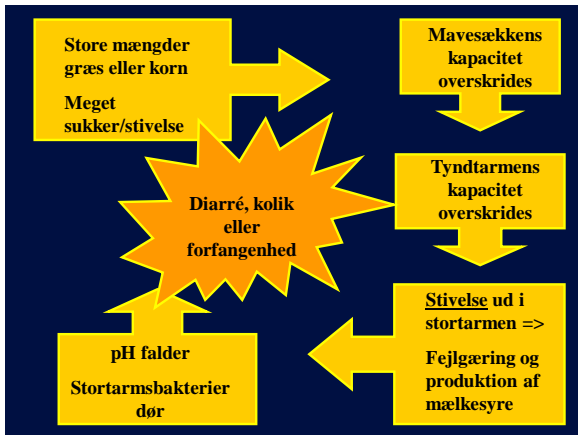 Store mængder
græs eller korn
Meget
sukker/stivelse
Mavesækkens
kapacitet
overskrides
Tyndtarmens
kapacitet
overskrides
Stivelse ud i
stortarmen =>
Fejlgæring og
produktion af
mælkesyre
pH falder
Stortarmsbakterier
dør
Diarré, kolik
eller
forfangenhed